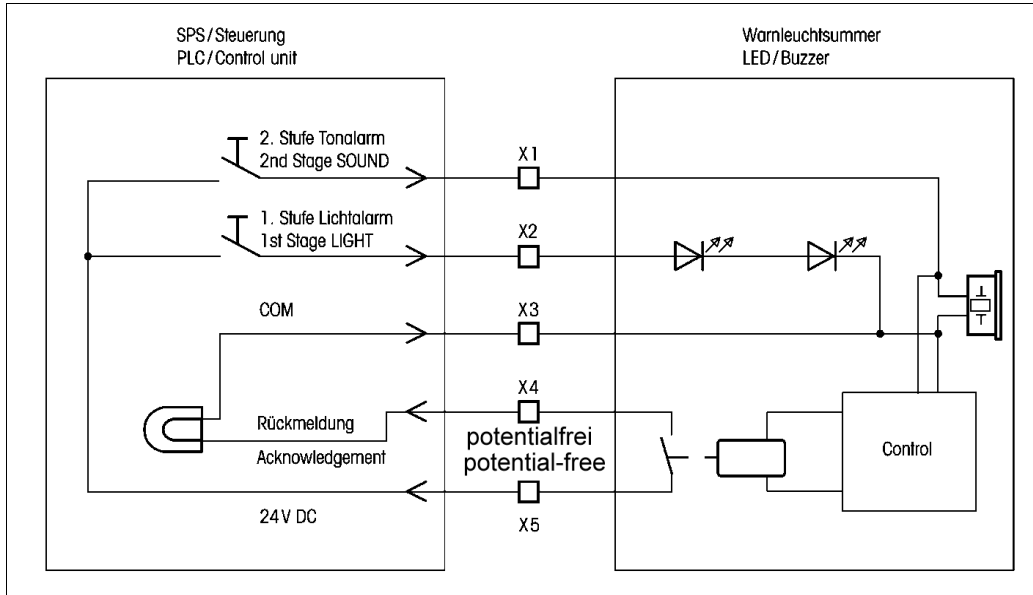 SPS/Steuerung
PLC/Control unit
Warnleuchtsummer
LED/Buzzer
2. Stufe Tonalarm
2nd Stage SOUND
X1
1. Stufe Lichtalarm
1st Stage LIGHT
X2
COM
X3
X4
Rückmeldung
Acknowledgement
potentialfrei
potential-free
Control
24V DC
X5